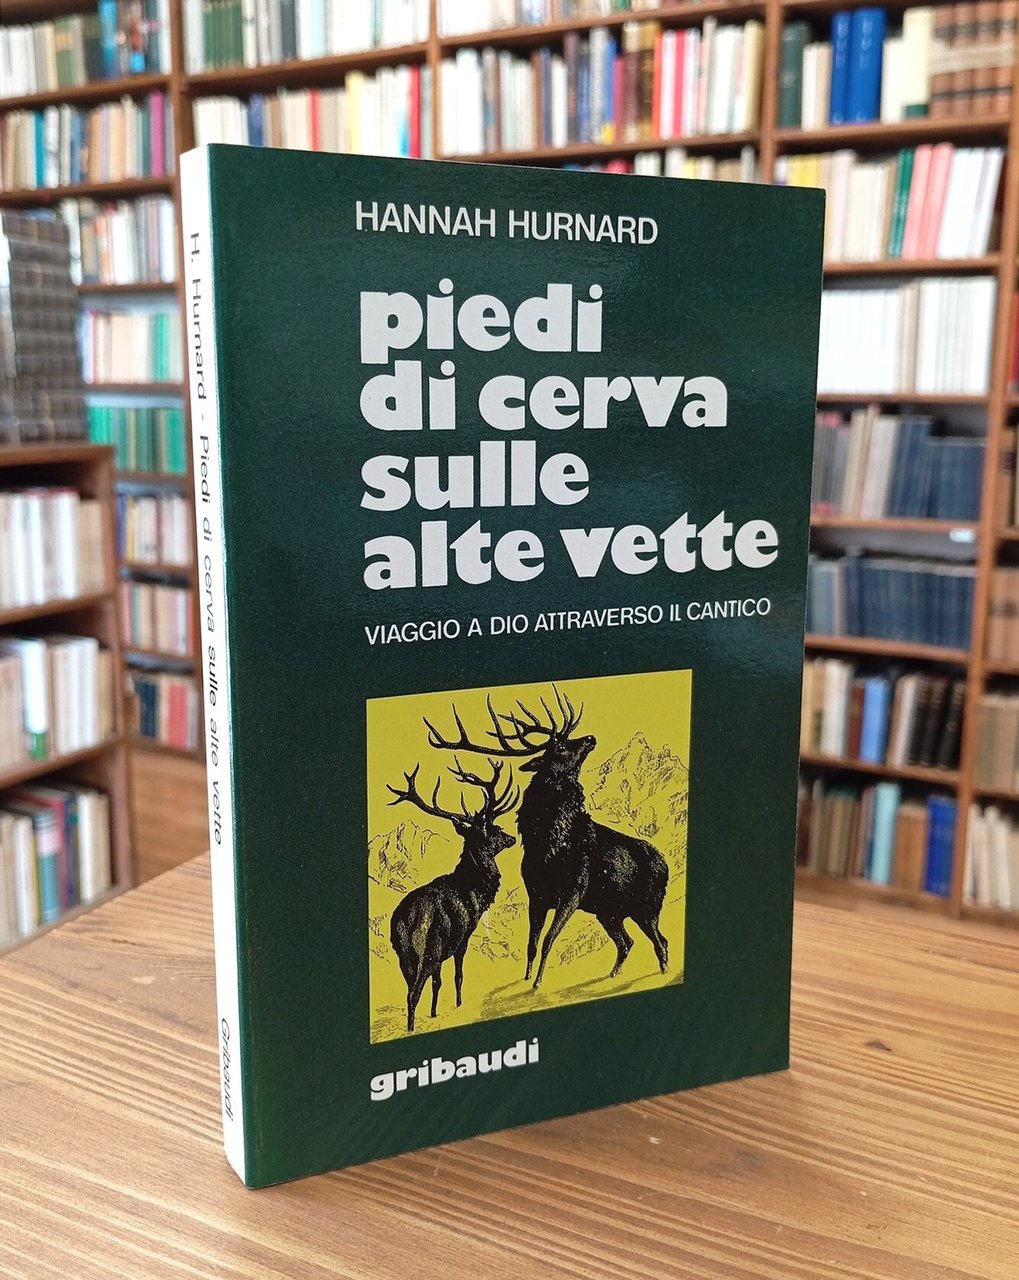 HANNAH HURNARD
piedi
di cerva
sulle
alte vette
VIAGGIO A DIO ATTRAVERSO IL CANTICO
gribaudi
H. Hurnard - Piedi di cerva sulle alte vette
Gribaudi